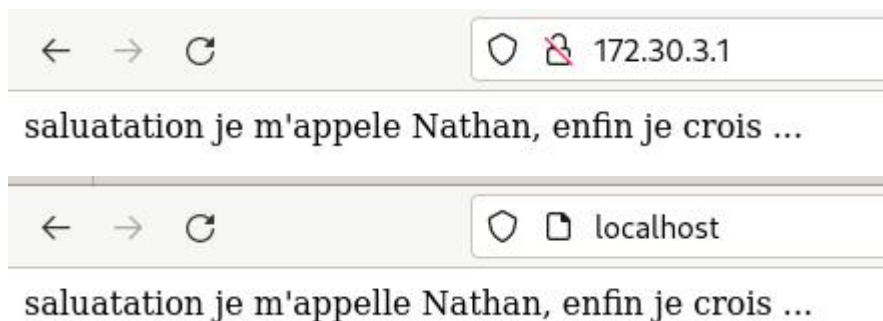 172.30.3.1
saluatation je m'appele Nathan, enfin je crois ...
localhost
saluatation je m'appelle Nathan, enfin je crois ...